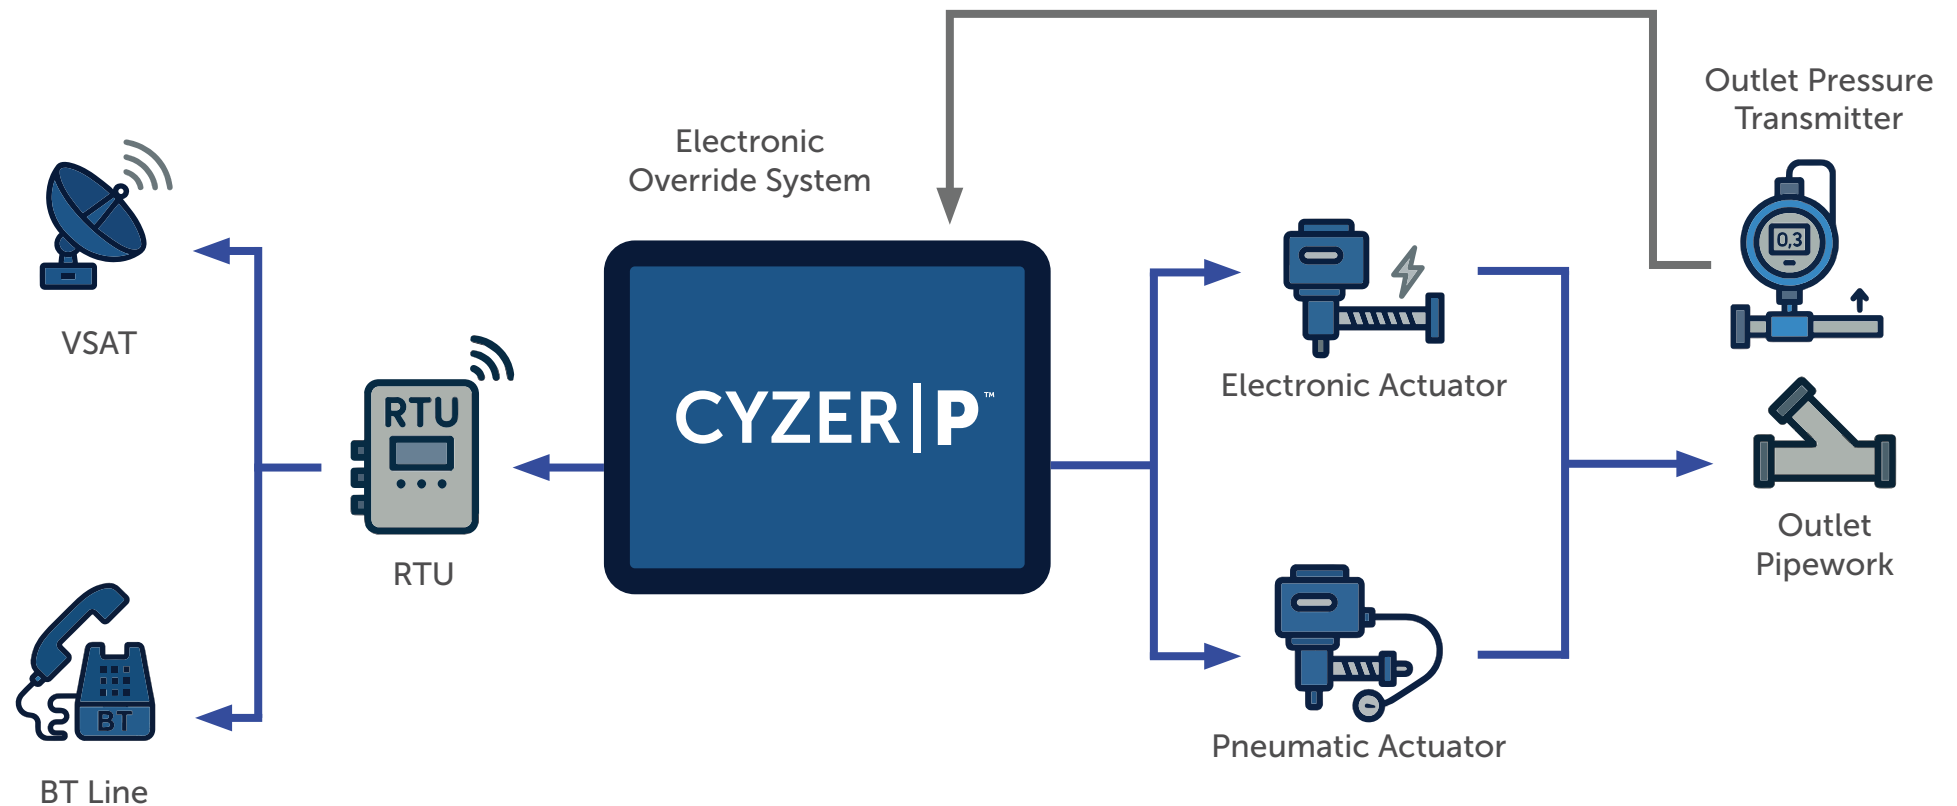 Outlet Pressure
Transmitter
Electronic
Override System
0,3
VSAT
Electronic Actuator
RTU
CYZER|P™
RTU
Outlet
Pipework
BT
Pneumatic Actuator
BT Line